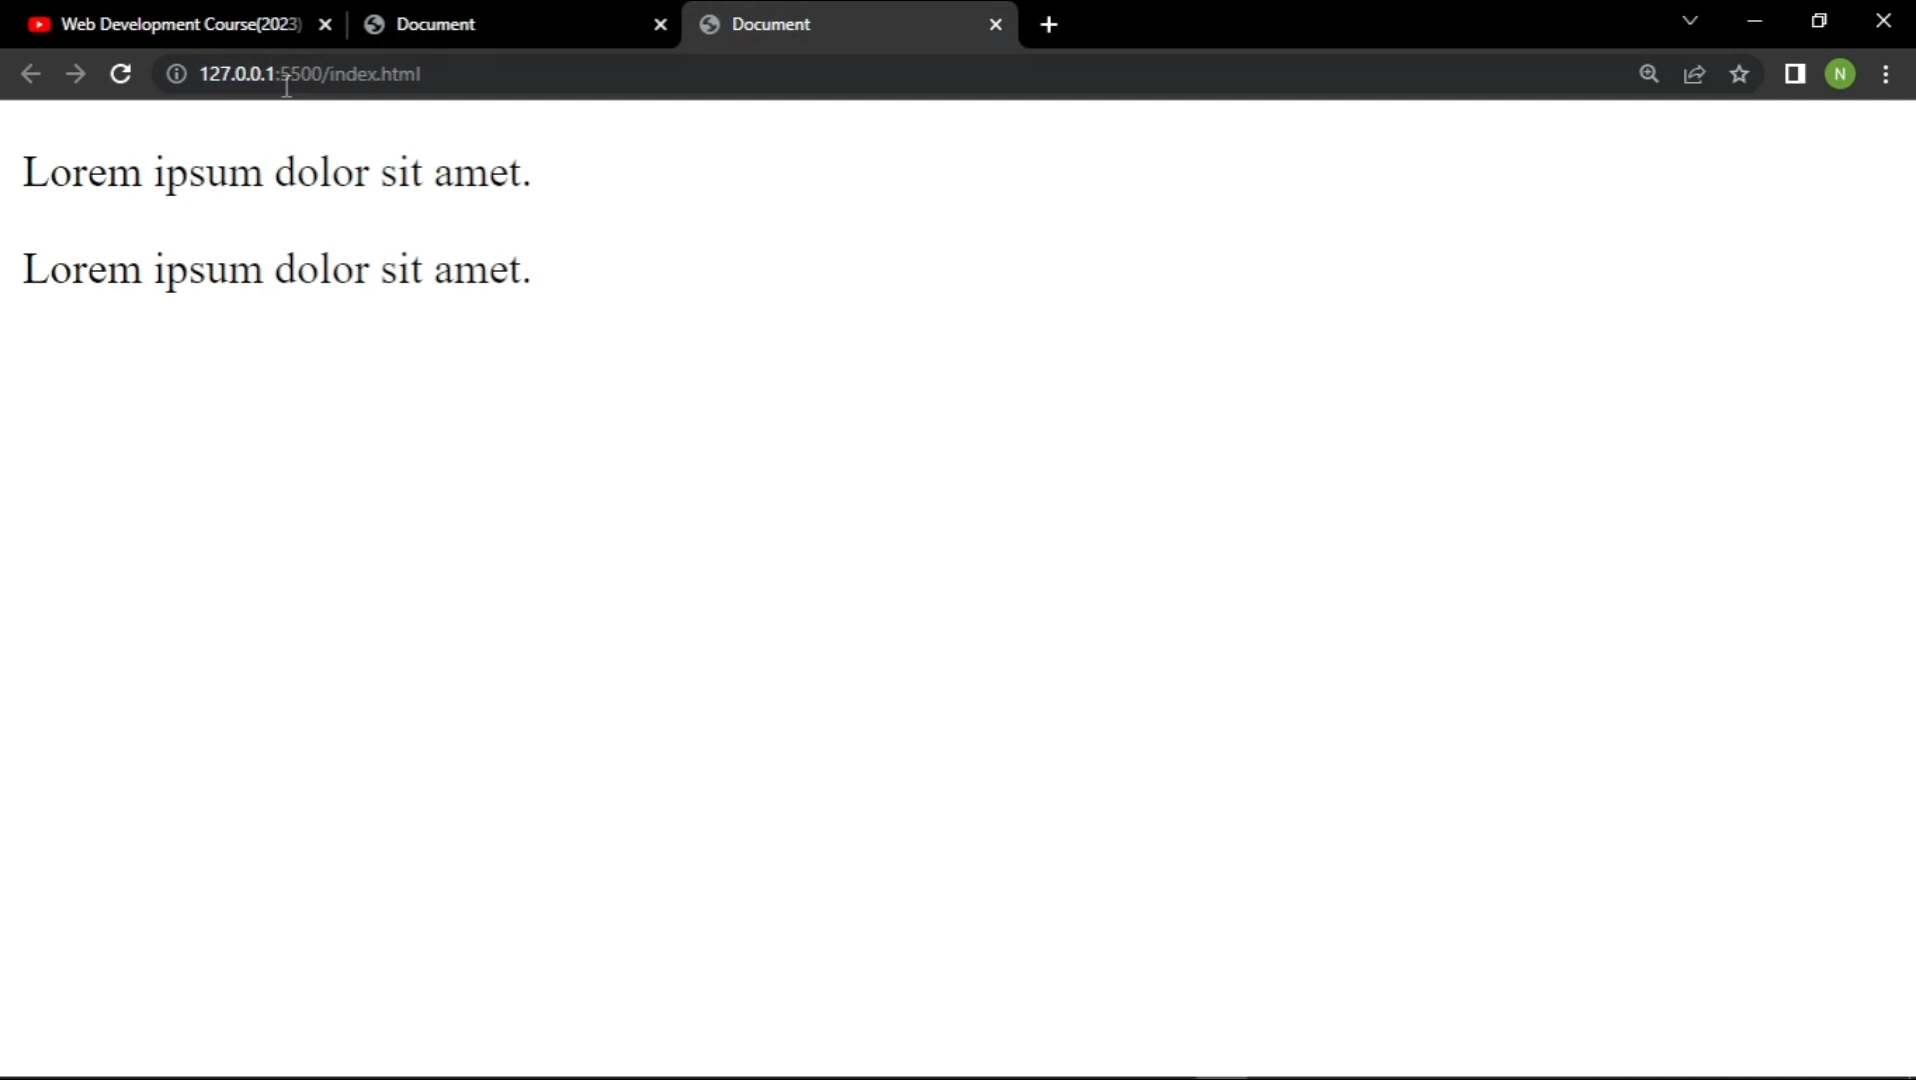 Web Development Course(2023)
Document
Document
127.0.0.1:5500/index.html
N
Lorem ipsum dolor sit amet.
Lorem ipsum dolor sit amet.